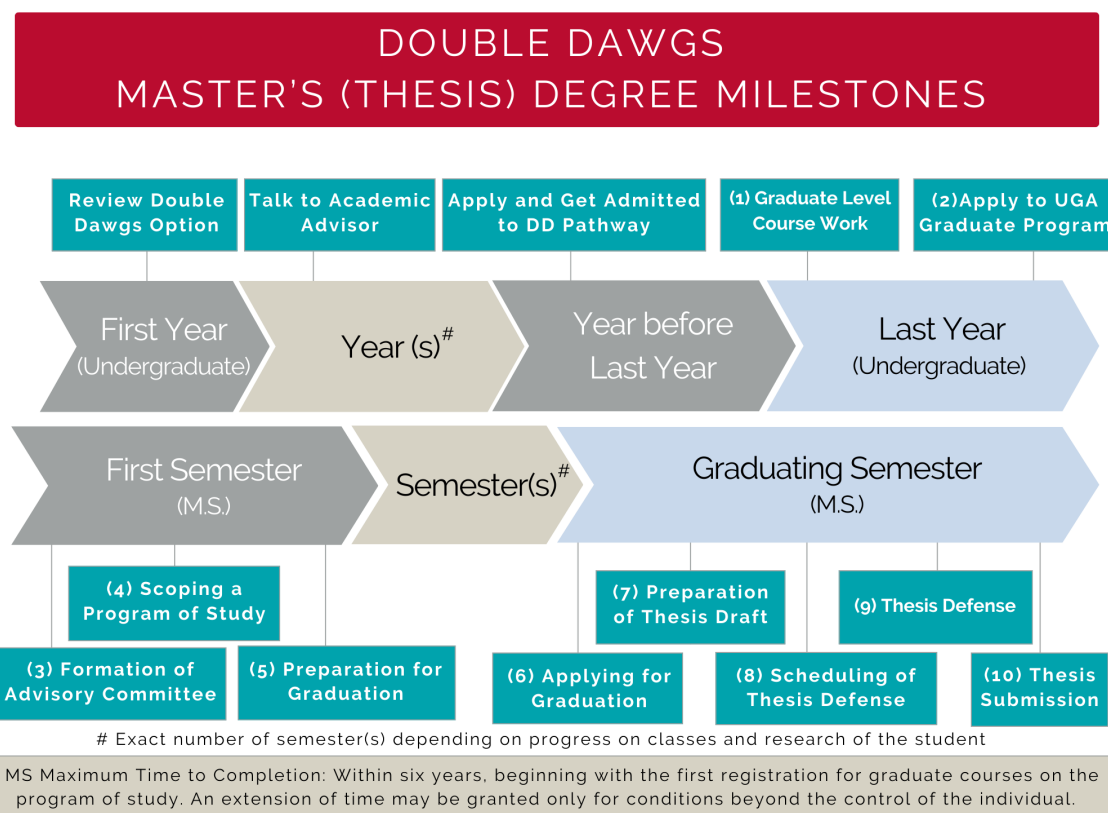 DOUBLE DAWGS
MASTER'S (THESIS) DEGREE MILESTONES
Review Double
Dawgs Option
Talk to Academic
Advisor
Apply and Get Admitted
to DD Pathway
(1) Graduate Level
Course Work
(2)Apply to UGA
Graduate Program
First Year
(Undergraduate)
Year (s)#
Year before
Last Year
Last Year
(Undergraduate)
First Semester
(M.S.)
Semester(s)#
Graduating Semester
(M.S.)
(4) Scoping a
Program of Study
(3) Formation of
Advisory Committee
(5) Preparation for
Graduation
(7) Preparation
of Thesis Draft
(6) Applying for
Graduation
(9) Thesis Defense
(8) Scheduling of
Thesis Defense
(10) Thesis
Submission
# Exact number of semester(s) depending on progress on classes and research of the student
MS Maximum Time to Completion: Within six years, beginning with the first registration for graduate courses on the
program of study. An extension of time may be granted only for conditions beyond the control of the individual.